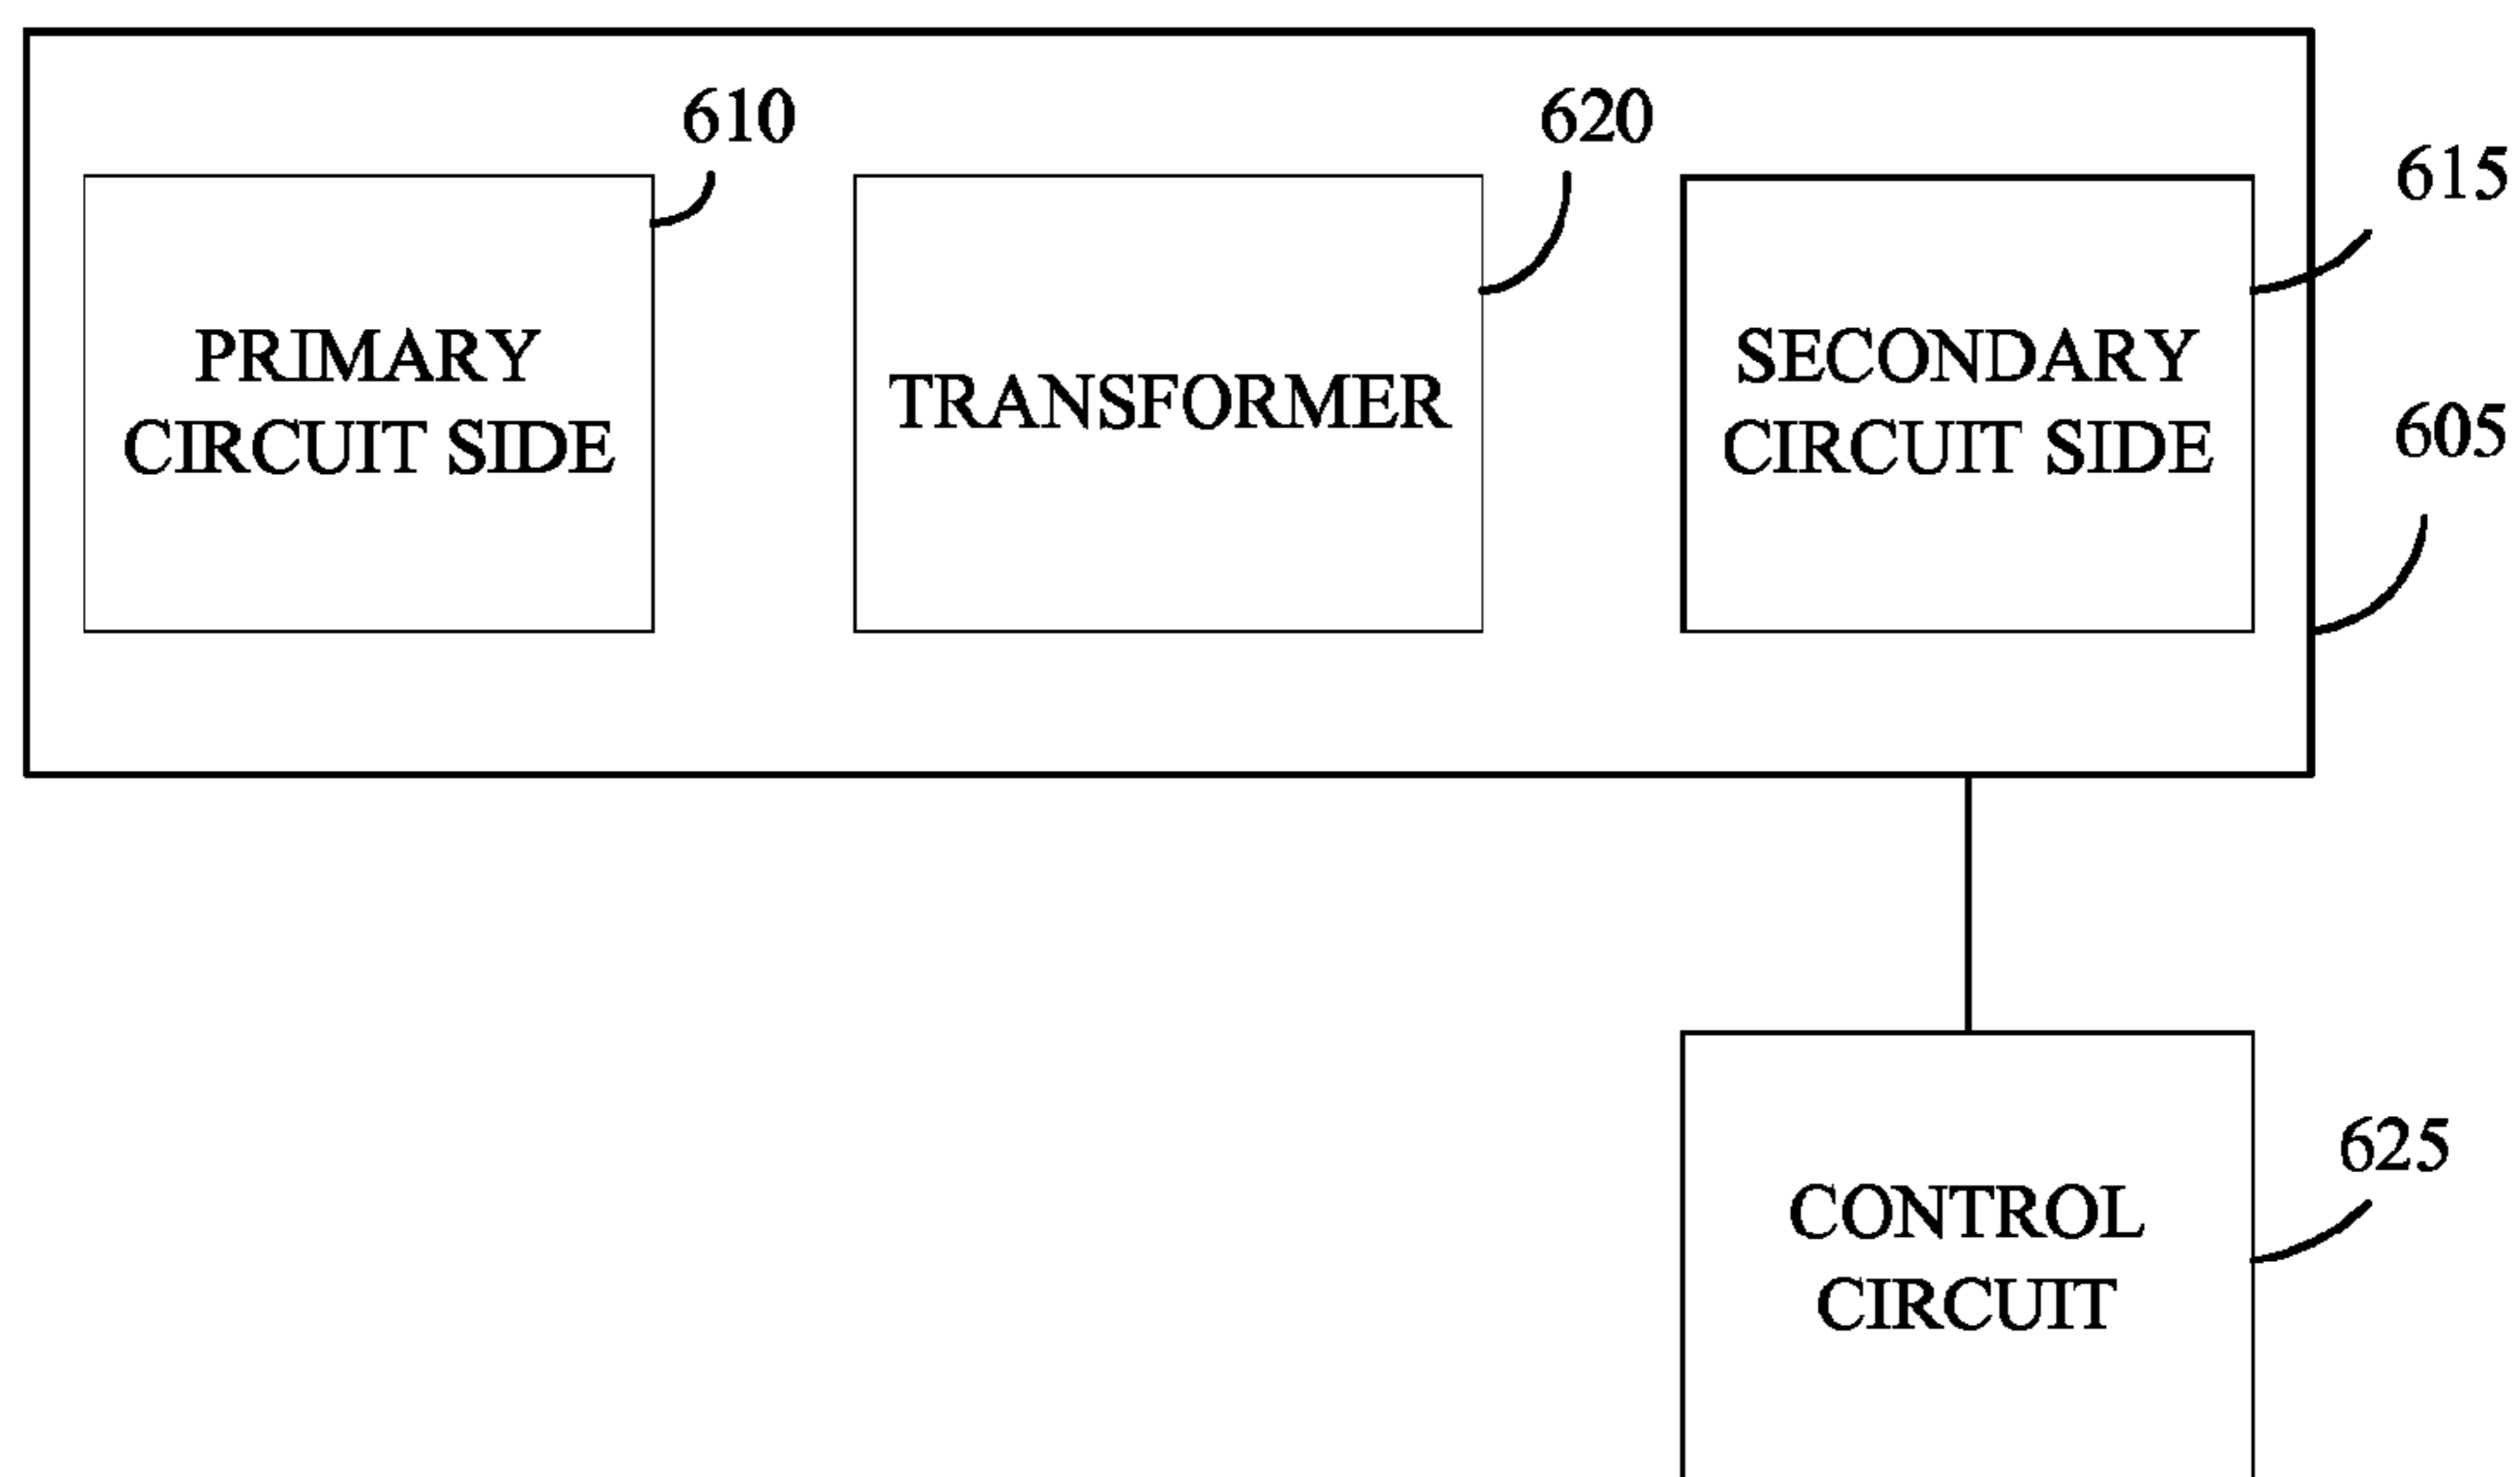 610
620
615
PRIMARY
CIRCUIT SIDE
TRANSFORMER
SECONDARY
CIRCUIT SIDE
605
625
CONTROL
CIRCUIT